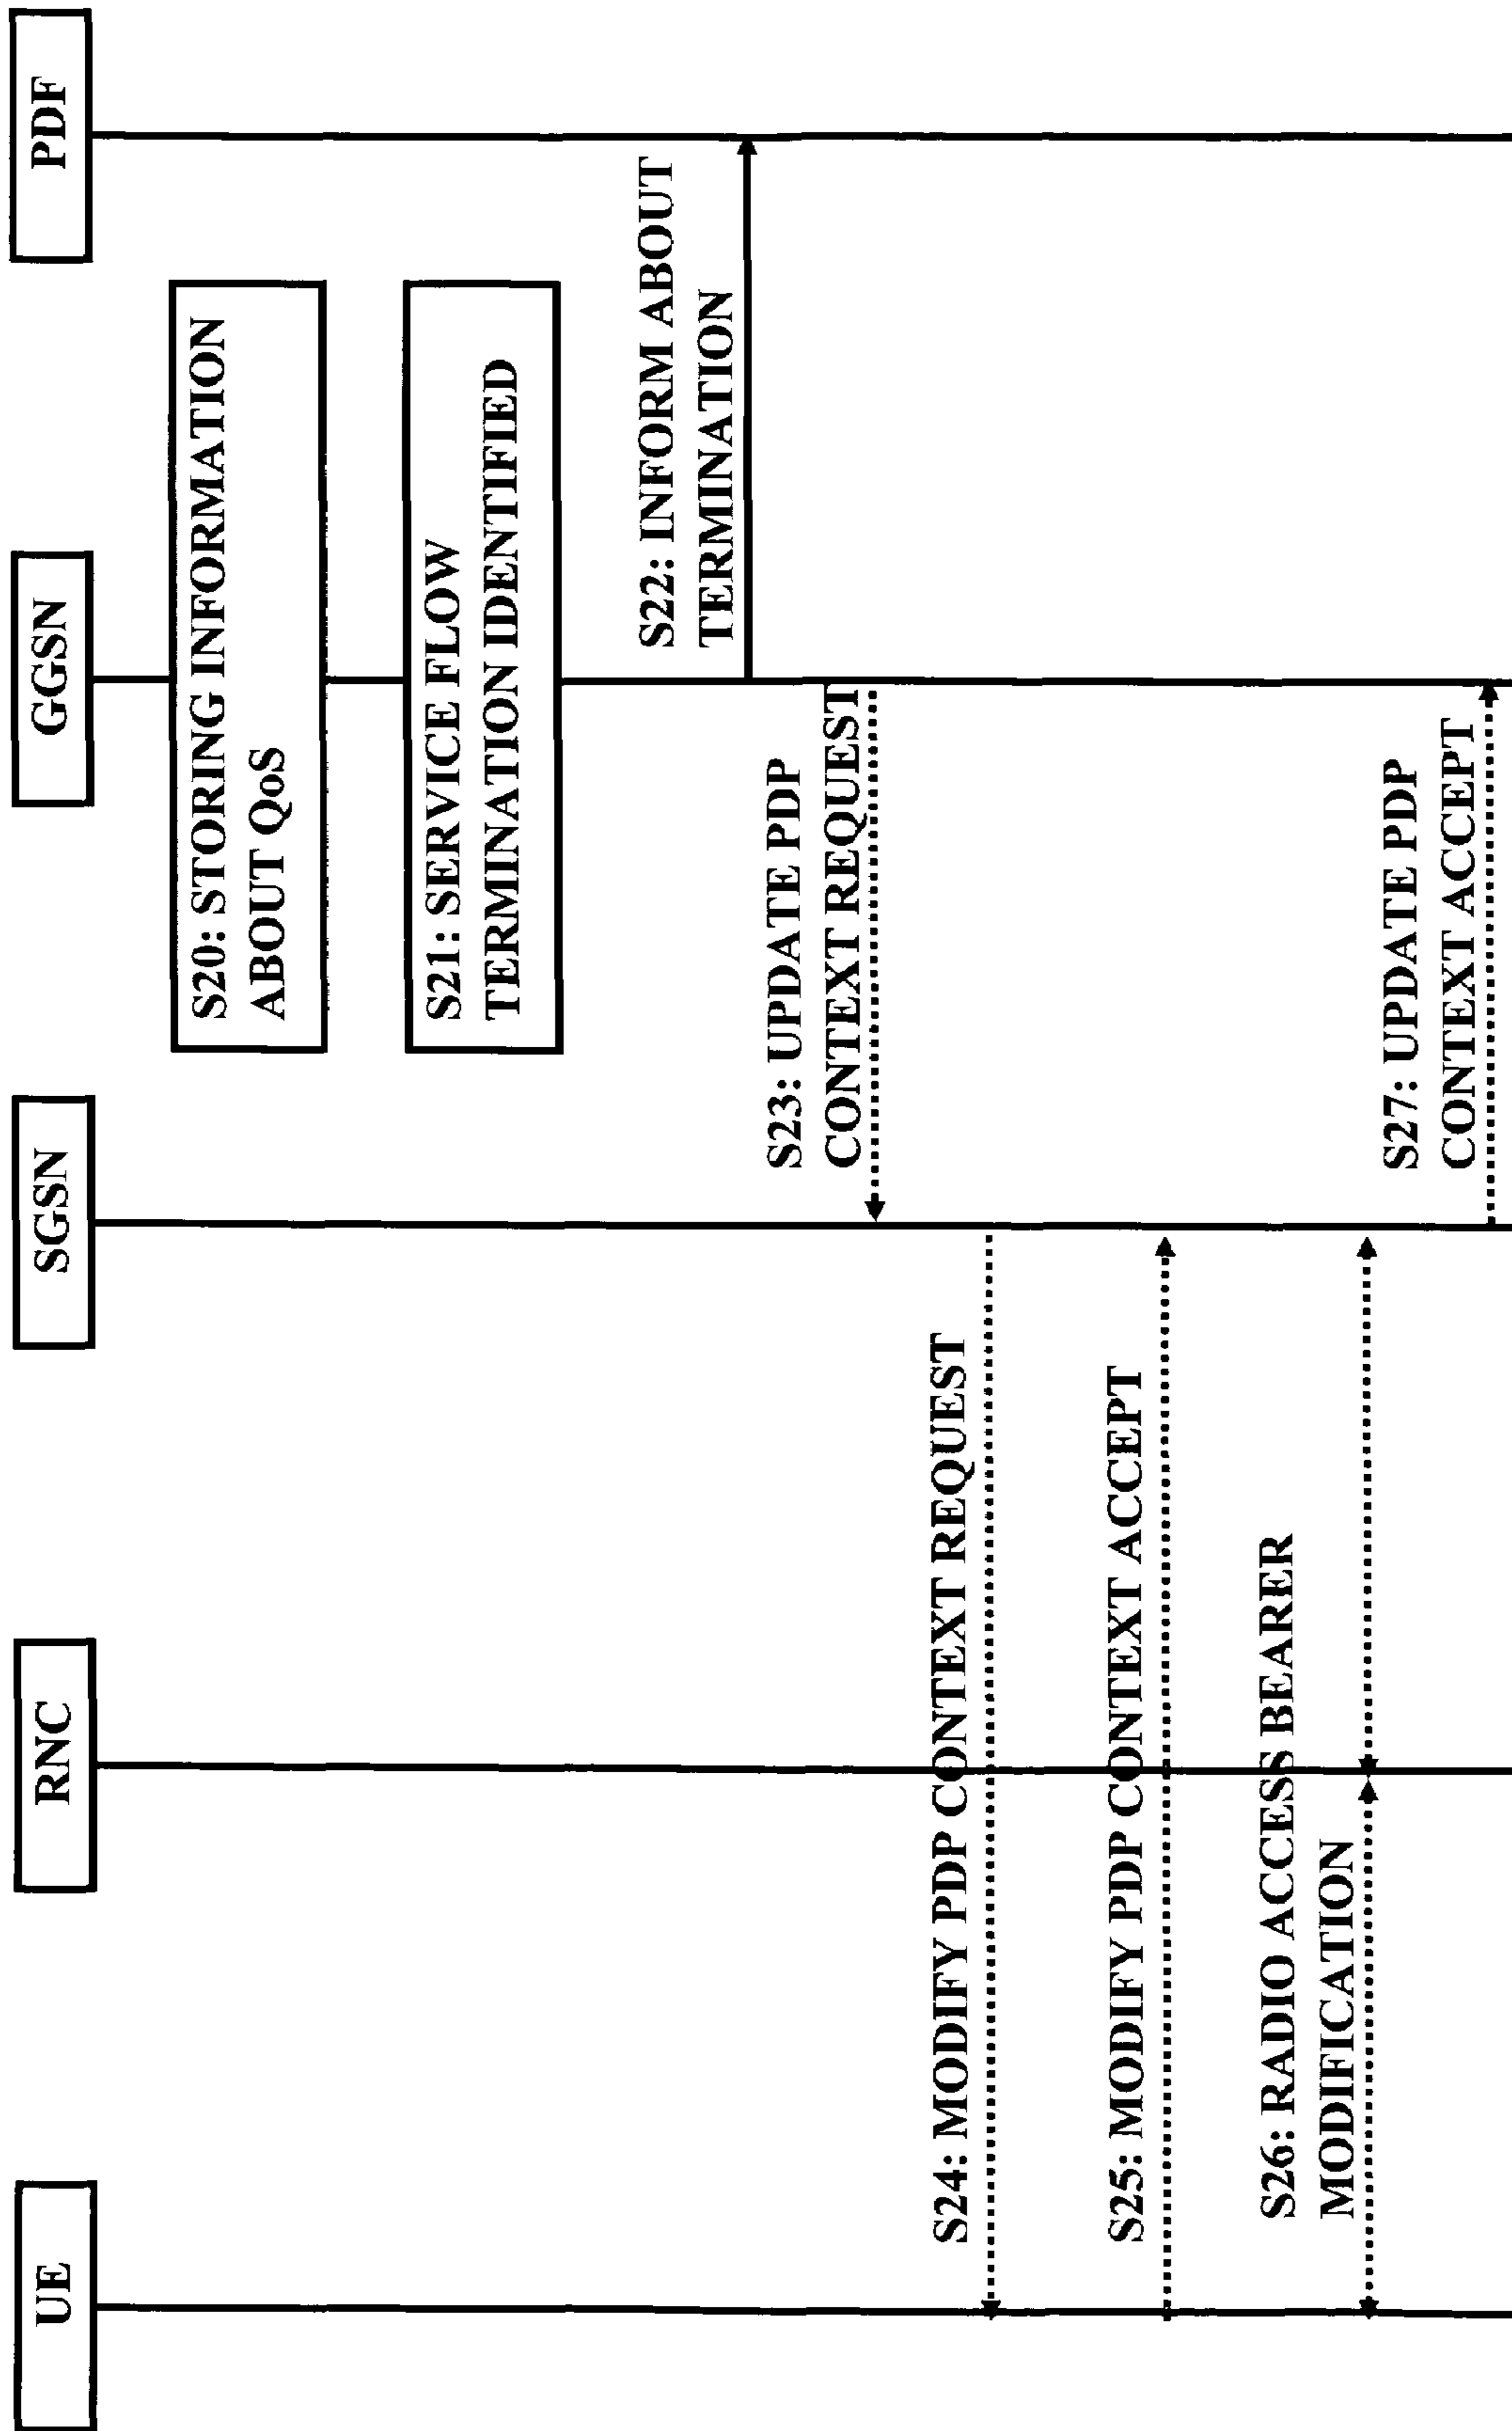 UE
RNC
SGSN
GGSN
PDF
S20: STORING INFORMATION
ABOUT QoS
S21: SERVICE FLOW
TERMINATION IDENTIFIED
S22: INFORM ABOUT
TERMINATION
S23: UPDATE PDP
CONTEXT REQUEST
S24: MODIFY PDP CONTEXT REQUEST
S25: MODIFY PDP CONTEXT ACCEPT
S26: RADIO ACCESS BEARER
MODIFICATION
S27: UPDATE PDP
CONTEXT ACCEPT